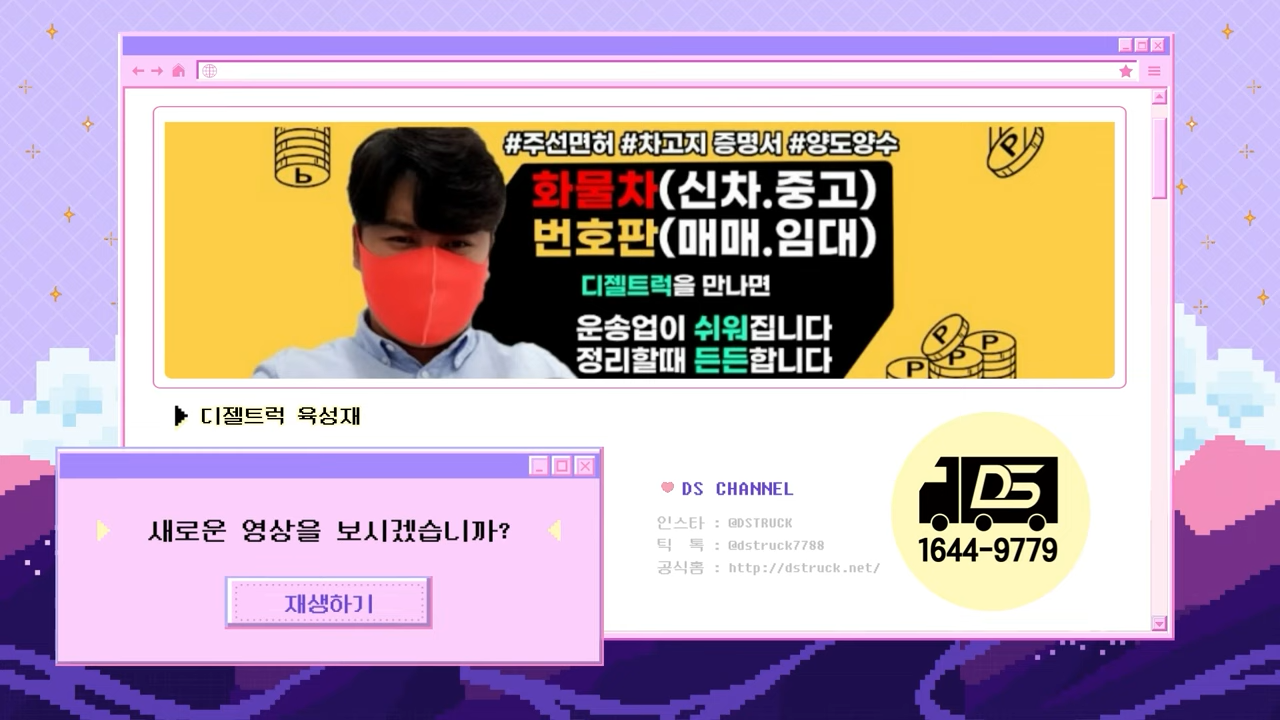 #주선면허 #차고지 증명서 #양도양수
화물차(신차.중고)
번호판(매매.임대)
디젤트럭을 만나면
운송업이 쉬워집니다
정리할때 든든합니다
P
P
P
P
P
P
디젤트럭 육성재
새로운 영상을 보시겠습니까?
재생하기
DS CHANNEL
인스타 : @DSTRUCK
틱 톡 : @dstruck7788
공식홈 : http://dstruck.net/
DS
1644-9779